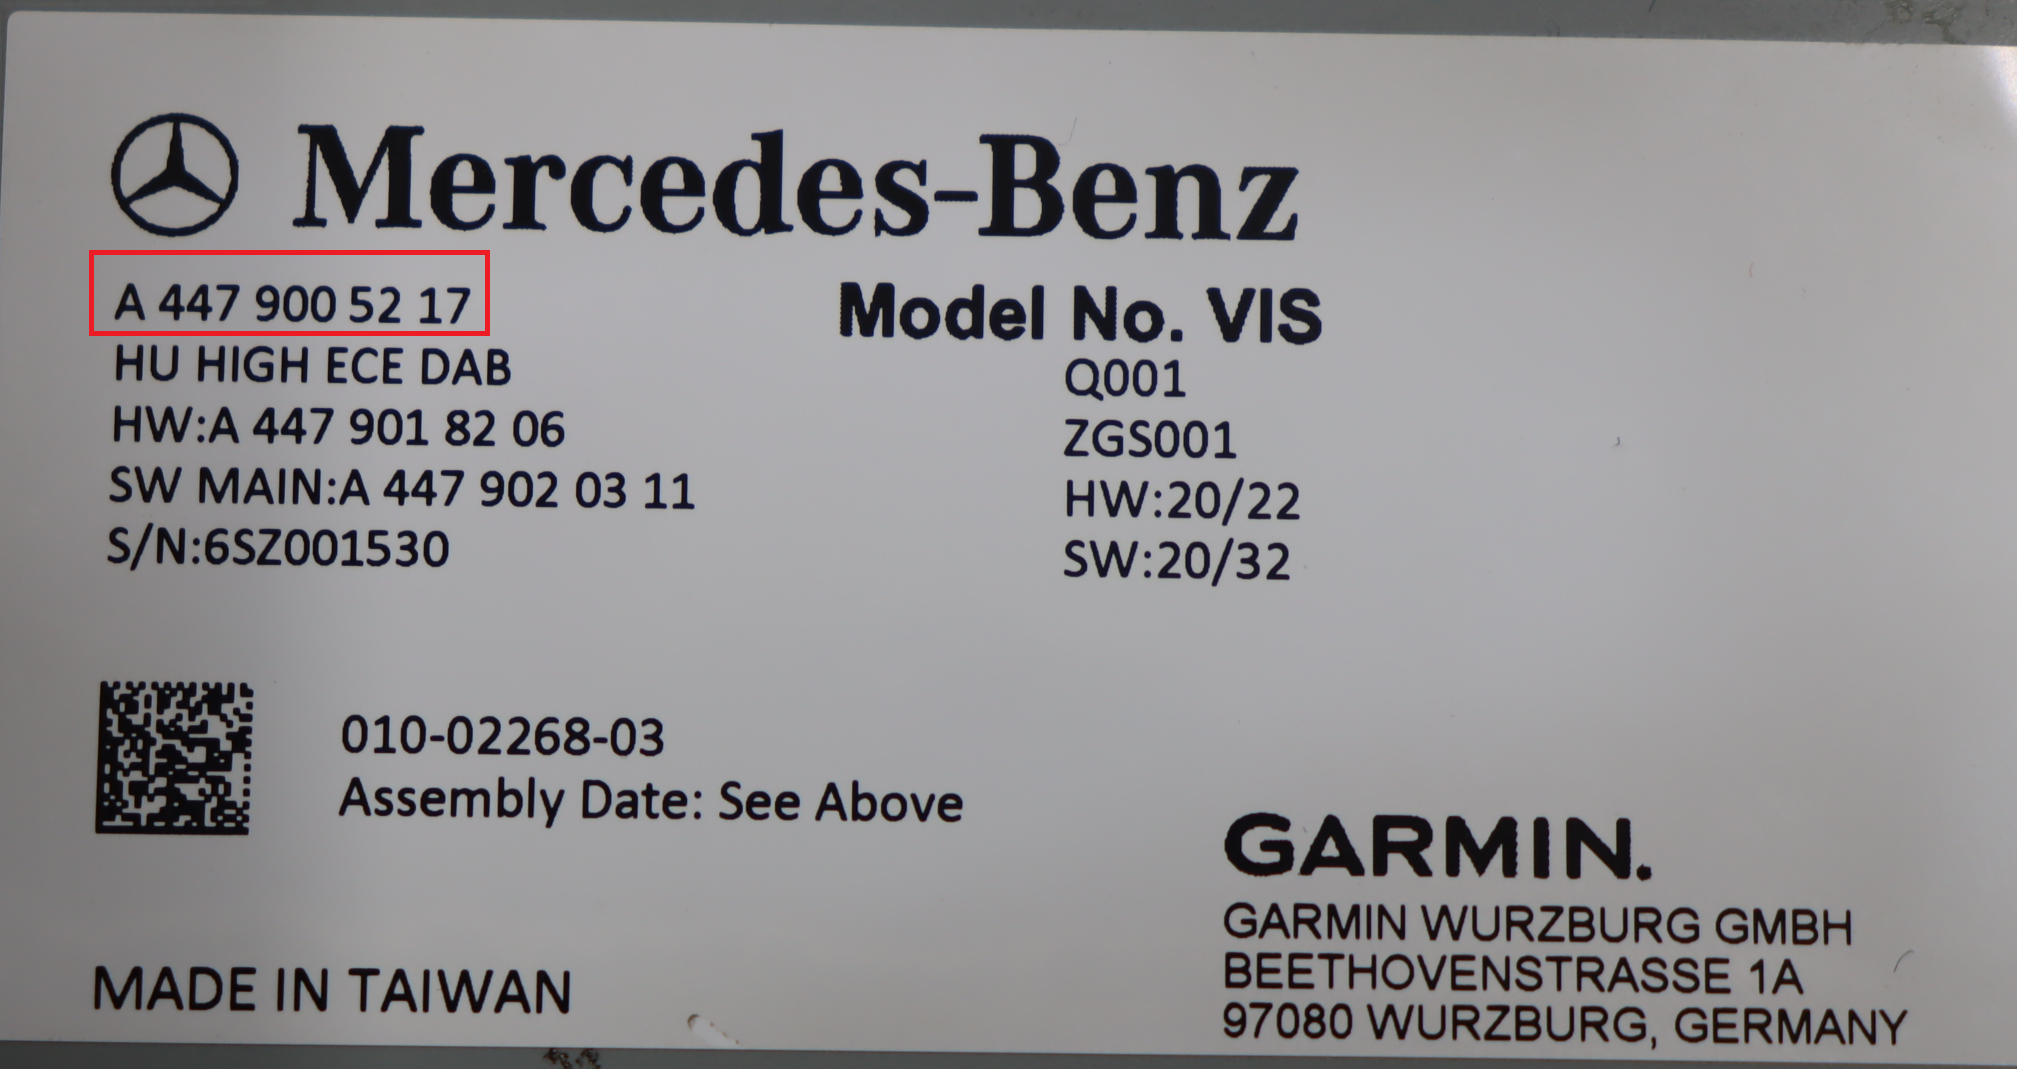 Mercedes-Benz
A 447 900 52 17
HU HIGH ECE DAB
HW:A 447 901 82 06
SW MAIN:A 447 902 03 11
S/N:6SZ001530
Model No. VIS
Q001
ZGS001
HW:20/22
SW:20/32
010-02268-03
Assembly Date: See Above
MADE IN TAIWAN
GARMIN.
GARMIN WURZBURG GMBH
BEETHOVENSTRASSE 1A
97080 WURZBURG, GERMANY